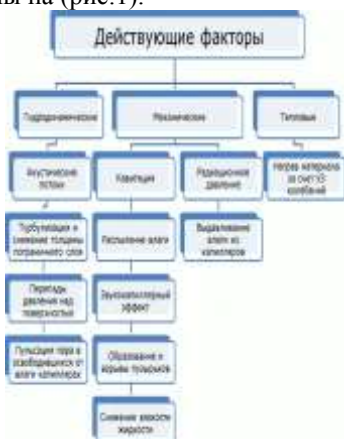 ы на (рис.1).
Действующие факторы
Гидродинамические
Механические
Тепловые
Акустические
потоки
Кавитация
Радиационное
давление
Нагрев материала
за счет УЗ
колебаний
Турбулизация и
снижение толщины
пограничного слоя
Распыление влаги
Выдавливание
влаги из
капилляров
Перепады
давления над
поверхностью
Звукокапиллярный
эффект
Пульсация пара в
освободившихся от
влаги капиллярах
Образование и
взрывы пузырьков
Снижение вязкости
жидкости